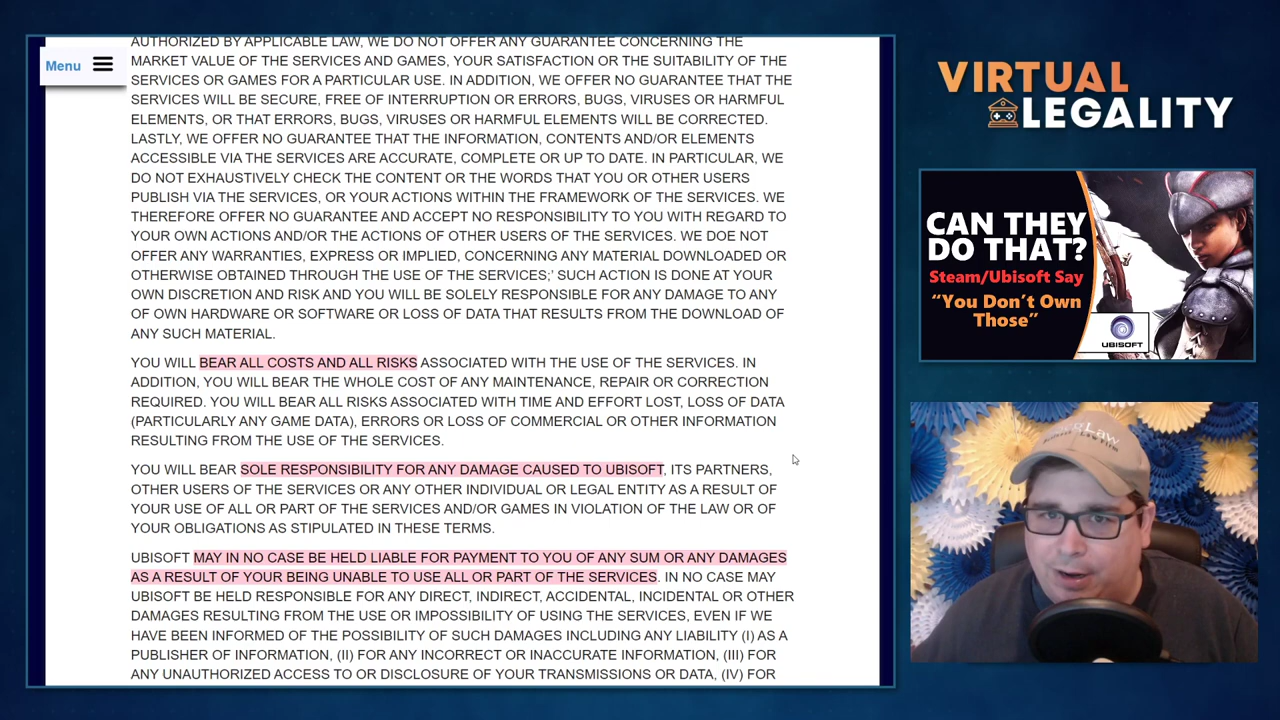 Menu
AUTHORIZED BY APPLICABLE LAW, WE DO NOT OFFER ANY GUARANTEE CONCERNING THE
MARKET VALUE OF THE SERVICES AND GAMES, YOUR SATISFACTION OR THE SUITABILITY OF THE
SERVICES OR GAMES FOR A PARTICULAR USE. IN ADDITION, WE OFFER NO GUARANTEE THAT THE
SERVICES WILL BE SECURE, FREE OF INTERRUPTION OR ERRORS, BUGS, VIRUSES OR HARMFUL
ELEMENTS, OR THAT ERRORS, BUGS, VIRUSES OR HARMFUL ELEMENTS WILL BE CORRECTED.
LASTLY, WE OFFER NO GUARANTEE THAT THE INFORMATION, CONTENTS AND/OR ELEMENTS
ACCESSIBLE VIA THE SERVICES ARE ACCURATE, COMPLETE OR UP TO DATE. IN PARTICULAR, WE
DO NOT EXHAUSTIVELY CHECK THE CONTENT OR THE WORDS THAT YOU OR OTHER USERS
PUBLISH VIA THE SERVICES, OR YOUR ACTIONS WITHIN THE FRAMEWORK OF THE SERVICES. WE
THEREFORE OFFER NO GUARANTEE AND ACCEPT NO RESPONSIBILITY TO YOU WITH REGARD TO
YOUR OWN ACTIONS AND/OR THE ACTIONS OF OTHER USERS OF THE SERVICES. WE DOE NOT
OFFER ANY WARRANTIES, EXPRESS OR IMPLIED, CONCERNING ANY MATERIAL DOWNLOADED OR
OTHERWISE OBTAINED THROUGH THE USE OF THE SERVICES;' SUCH ACTION IS DONE AT YOUR
OWN DISCRETION AND RISK AND YOU WILL BE SOLELY RESPONSIBLE FOR ANY DAMAGE TO ANY
OF OWN HARDWARE OR SOFTWARE OR LOSS OF DATA THAT RESULTS FROM THE DOWNLOAD OF
ANY SUCH MATERIAL.
YOU WILL BEAR ALL COSTS AND ALL RISKS ASSOCIATED WITH THE USE OF THE SERVICES. IN
ADDITION, YOU WILL BEAR THE WHOLE COST OF ANY MAINTENANCE, REPAIR OR CORRECTION
REQUIRED. YOU WILL BEAR ALL RISKS ASSOCIATED WITH TIME AND EFFORT LOST, LOSS OF DATA
(PARTICULARLY ANY GAME DATA), ERRORS OR LOSS OF COMMERCIAL OR OTHER INFORMATION
RESULTING FROM THE USE OF THE SERVICES.
YOU WILL BEAR SOLE RESPONSIBILITY FOR ANY DAMAGE CAUSED TO UBISOFT, ITS PARTNERS,
OTHER USERS OF THE SERVICES OR ANY OTHER INDIVIDUAL OR LEGAL ENTITY AS A RESULT OF
YOUR USE OF ALL OR PART OF THE SERVICES AND/OR GAMES IN VIOLATION OF THE LAW OR OF
YOUR OBLIGATIONS AS STIPULATED IN THESE TERMS.
UBISOFT MAY IN NO CASE BE HELD LIABLE FOR PAYMENT TO YOU OF ANY SUM OR ANY DAMAGES
AS A RESULT OF YOUR BEING UNABLE TO USE ALL OR PART OF THE SERVICES. IN NO CASE MAY
UBISOFT BE HELD RESPONSIBLE FOR ANY DIRECT, INDIRECT, ACCIDENTAL, INCIDENTAL OR OTHER
DAMAGES RESULTING FROM THE USE OR IMPOSSIBILITY OF USING THE SERVICES, EVEN IF WE
HAVE BEEN INFORMED OF THE POSSIBILITY OF SUCH DAMAGES INCLUDING ANY LIABILITY (I) AS A
PUBLISHER OF INFORMATION, (II) FOR ANY INCORRECT OR INACCURATE INFORMATION, (III) FOR
ANY UNAUTHORIZED ACCESS TO OR DISCLOSURE OF YOUR TRANSMISSIONS OR DATA, (IV) FOR
VIRTUAL
LEGALITY
CAN THEY
DO THAT?
Steam/Ubisoft Say
"You Don't Own
Those"
UBISOFT